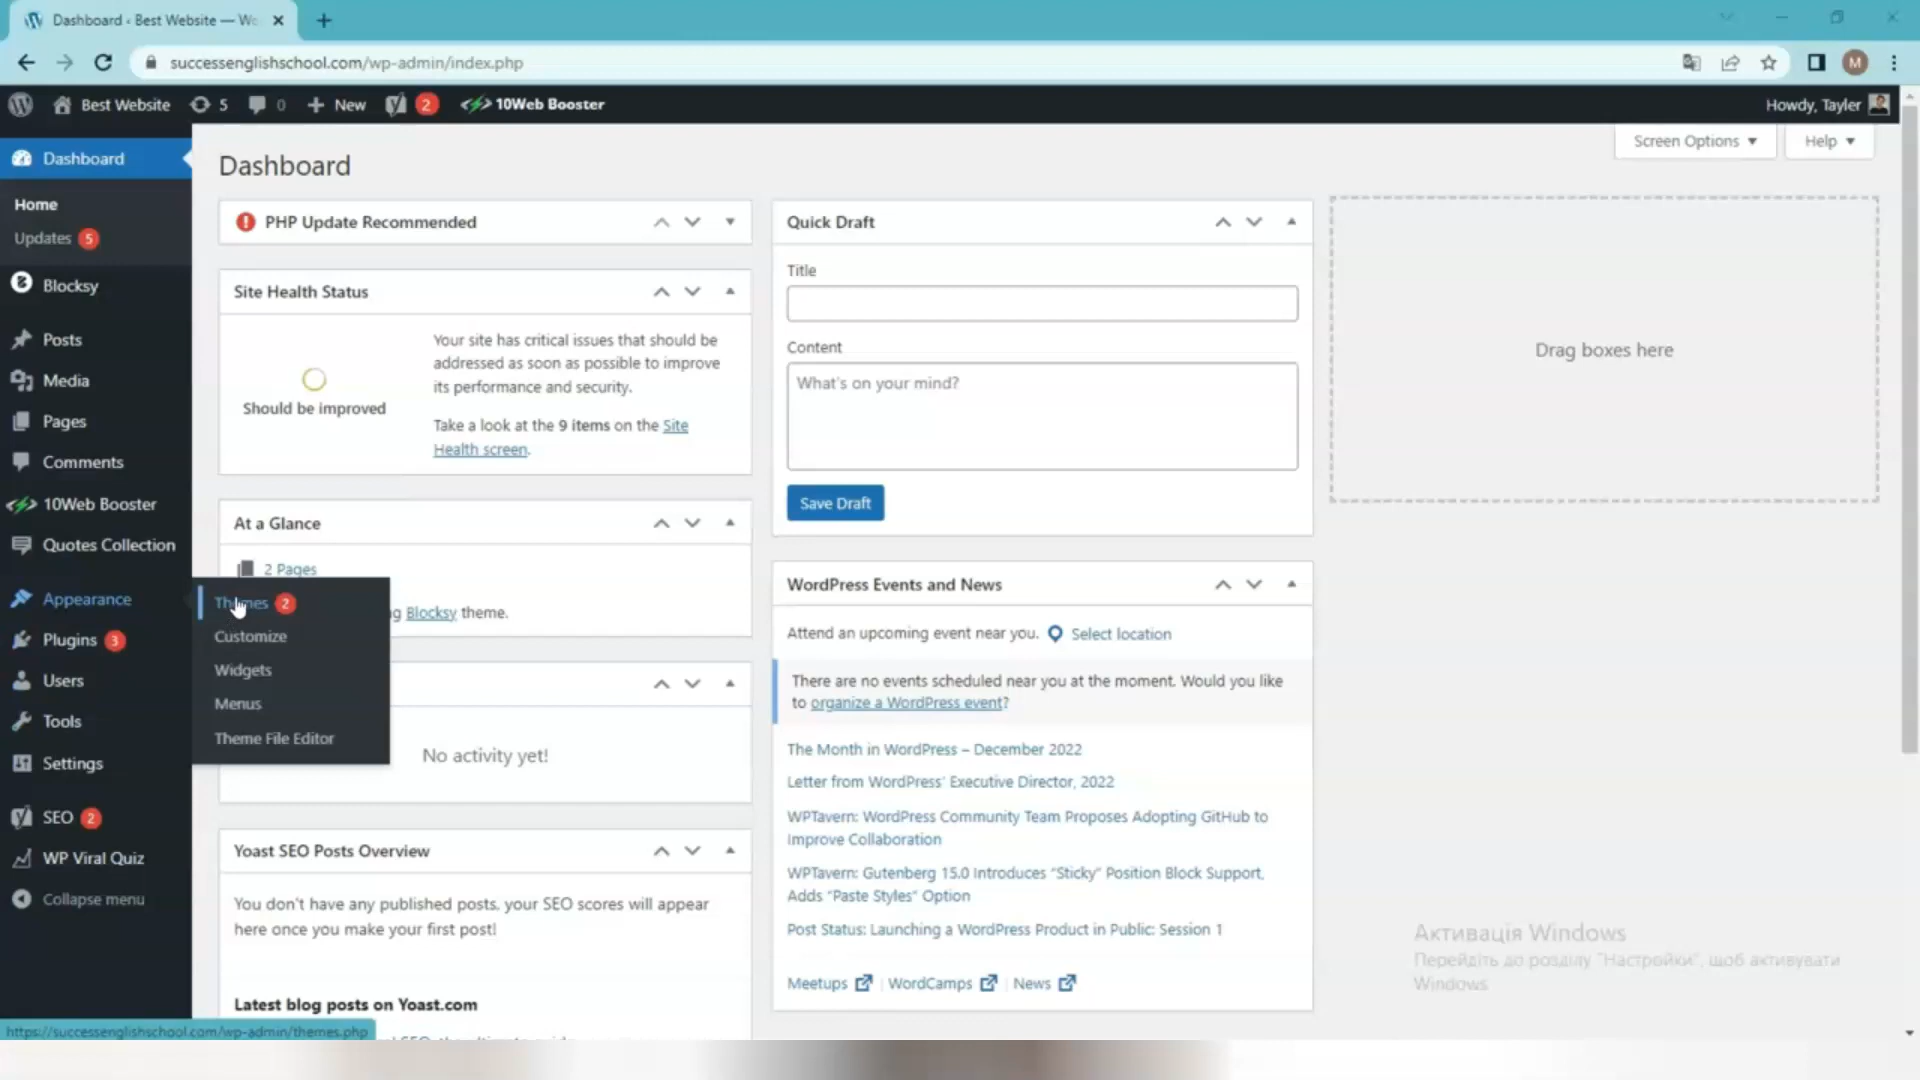 Dashboard ‹ Best Website — Wo
successenglishschool.com/wp-admin/index.php
M
Best Website 5 0 New 2 10Web Booster
Howdy, Tayler
Dashboard
Home
Updates 5
Blocksy
Posts
Media
Pages
Comments
10Web Booster
Quotes Collection
Appearance
Plugins 3
Users
Tools
Settings
SEO 2
WP Viral Quiz
Collapse menu
Themes 2
Customize
Widgets
Menus
Theme File Editor
Screen Options
Help
Dashboard
PHP Update Recommended
Site Health Status
Should be improved
Your site has critical issues that should be
addressed as soon as possible to improve
its performance and security.
Take a look at the 9 items on the Site
Health screen.
At a Glance
2 Pages
g Blocksy theme.
No activity yet!
Yoast SEO Posts Overview
You don't have any published posts, your SEO scores will appear
here once you make your first post!
Latest blog posts on Yoast.com
Quick Draft
Title
Content
What's on your mind?
Save Draft
WordPress Events and News
Attend an upcoming event near you. Select location
There are no events scheduled near you at the moment. Would you like
to organize a WordPress event?
The Month in WordPress – December 2022
Letter from WordPress' Executive Director, 2022
WPTavern: WordPress Community Team Proposes Adopting GitHub to
Improve Collaboration
WPTavern: Gutenberg 15.0 Introduces "Sticky" Position Block Support,
Adds "Paste Styles" Option
Post Status: Launching a WordPress Product in Public: Session 1
Meetups | WordCamps | News
Drag boxes here
Активація Windows
Перейдіть до розділу "Настройки", щоб активувати
Windows
https://successenglishschool.com/wp-admin/themes.php